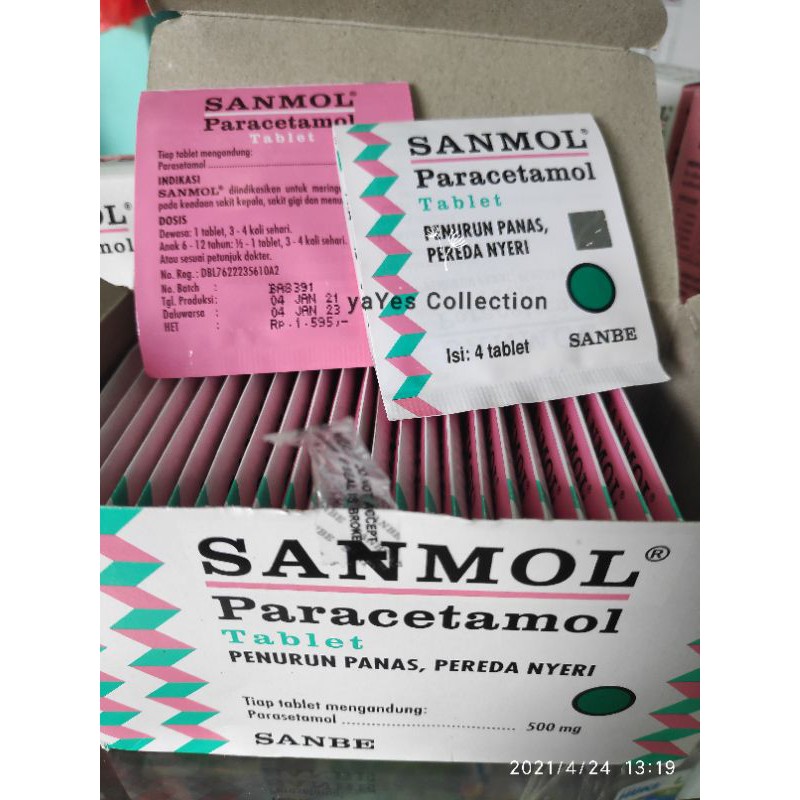 SANMOL®
Paracetamol
Tablet
Tiap tablet mengandung:
Parasetamol
INDIKASI
SANMOL® diindikasikan untuk
pada keadaan sakit kepala, sakit gigi dan
DOSIS
Dewasa: 1 tablet, 3 - 4 kali sehari.
Anak 6 - 12 tahun: ½ - 1 tablet, 3 - 4 kali sehari.
Atau sesuai petunjuk dokter.
No. Reg.: DBL7622235610A2
No. Batch : BA8391
Tgl. Produksi: 04 JAN 21
Daluwarsa : 04 JAN 23
HET : Rp.1.595,-
SANMOL®
Paracetamol
Tablet
PENURUN PANAS,
PEREDA NYERI
Isi: 4 tablet
SANBE
yaYes Collection
SANMOL®
Paracetamol
Tablet
PENURUN PANAS, PEREDA NYERI
Tiap tablet mengandung:
Parasetamol ........................................ 500 mg
SANBE
2021/4/24 13:19